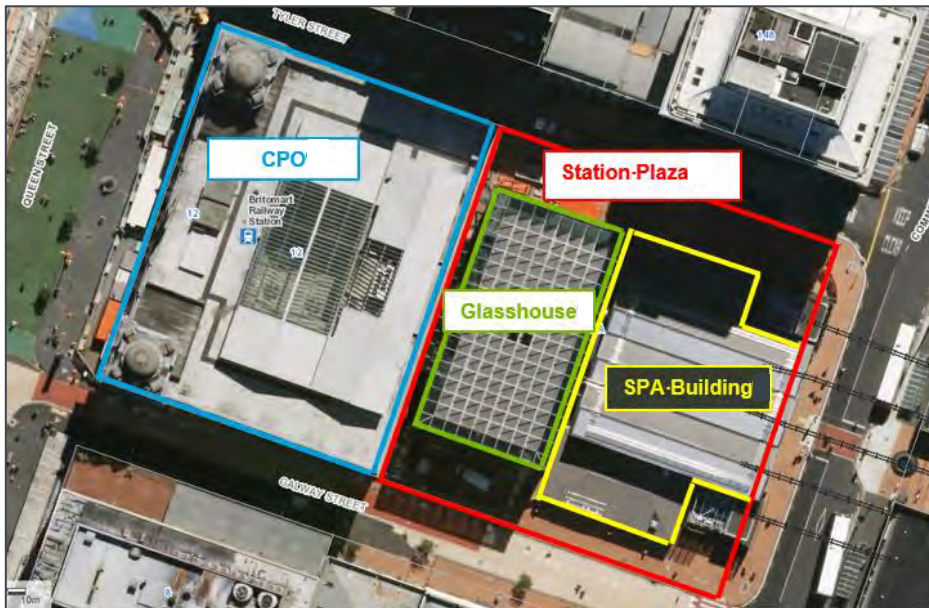 TYLER STREET
148
QUEEN STREET
CPO
Station-Plaza
12
Britomart
Railway
Station
12
Glasshouse
SPA-Building
GALWAY STREET
10m
8